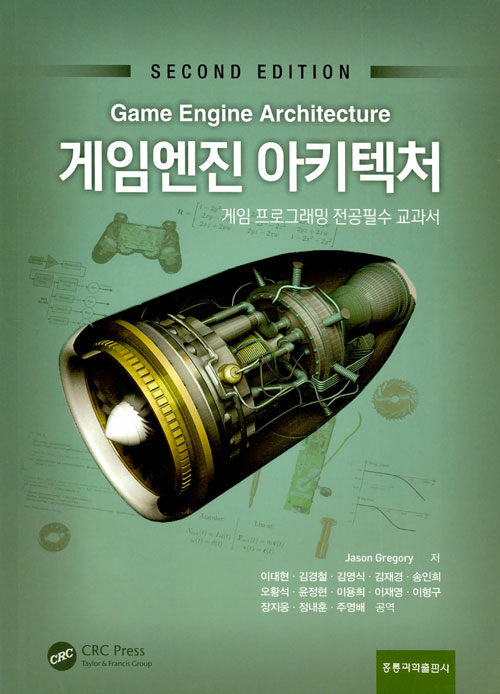 SECOND EDITION
Game Engine Architecture
게임엔진 아키텍처
게임 프로그래밍 전공필수 교과서
Angular:
Linear:
Jason Gregory 저
이대현 · 김경철 · 김영식 · 김재경 · 송인희
오황석 · 윤정현 · 이용희 · 이재영 · 이형구
장지웅 · 정내훈 · 주영배 공역
CRC
CRC Press
Taylor & Francis Group
홍릉과학출판사